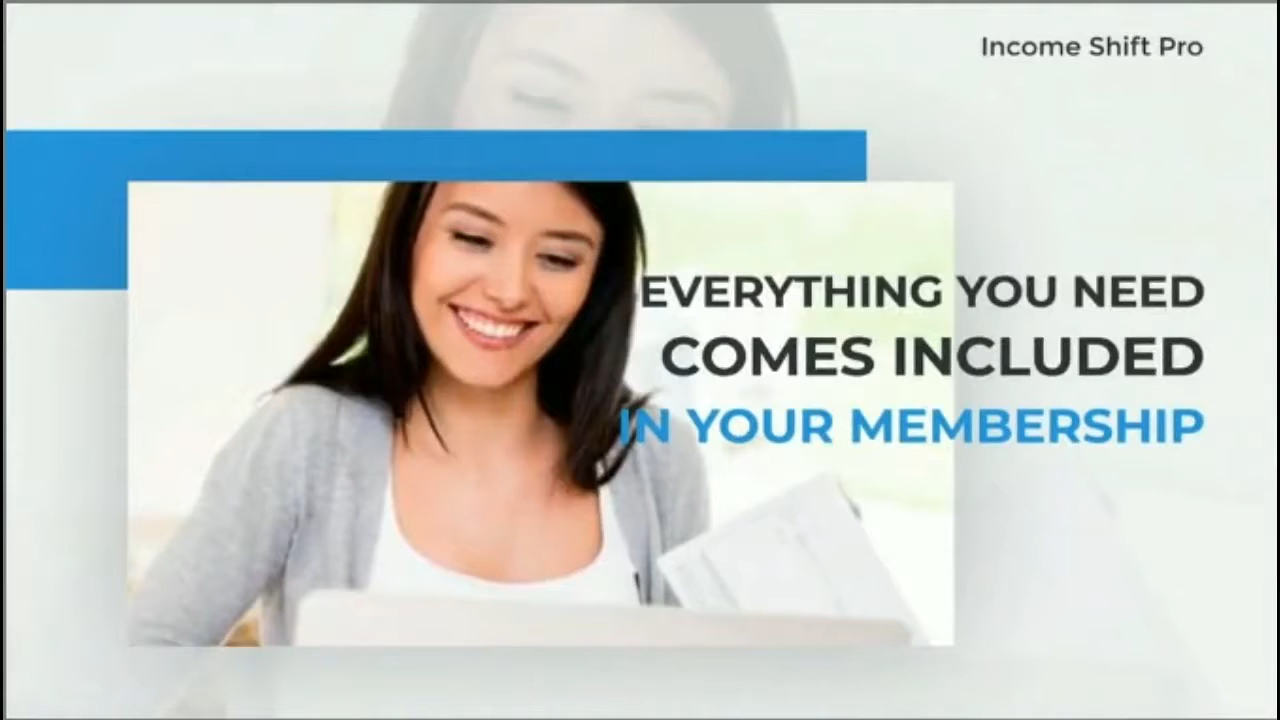 Income Shift Pro
EVERYTHING YOU NEED
COMES INCLUDED
IN YOUR MEMBERSHIP